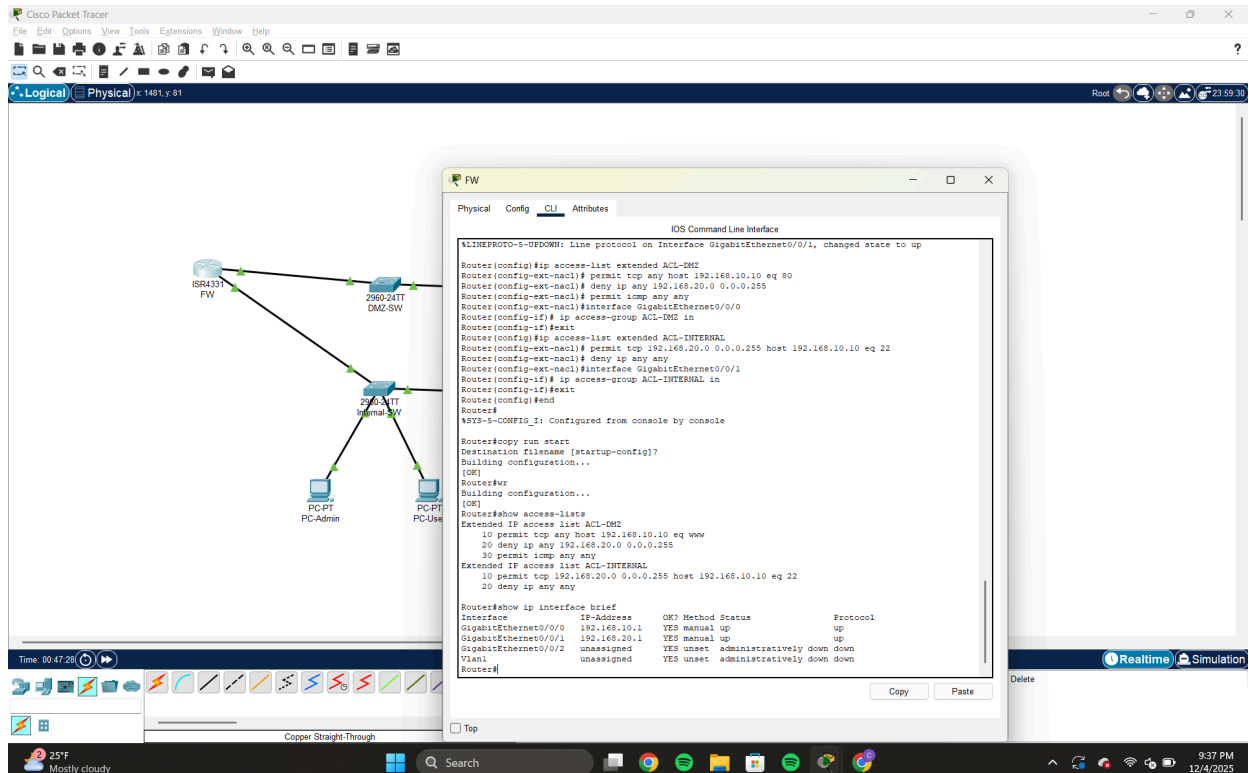 Cisco Packet Tracer
File Edit Options View Tools Extensions Window Help
?
Logical Physical x: 1481, y: 81
Root 23:59:30
FW
Physical Config CLI Attributes
IOS Command Line Interface
%LINEPROTO-5-UPDOWN: Line protocol on Interface GigabitEthernet0/0/1, changed state to up
Router(config)#ip access-list extended ACL-DMZ
Router(config-ext-nacl)# permit tcp any host 192.168.10.10 eq 80
Router(config-ext-nacl)# deny ip any 192.168.20.0 0.0.0.255
Router(config-ext-nacl)# permit icmp any any
Router(config-ext-nacl)#interface GigabitEthernet0/0/0
Router(config-if)# ip access-group ACL-DMZ in
Router(config-if)#exit
Router(config)#ip access-list extended ACL-INTERNAL
Router(config-ext-nacl)# permit tcp 192.168.20.0 0.0.0.255 host 192.168.10.10 eq 22
Router(config-ext-nacl)# deny ip any any
Router(config-ext-nacl)#interface GigabitEthernet0/0/1
Router(config-if)# ip access-group ACL-INTERNAL in
Router(config-if)#exit
Router(config)#end
Router#
%SYS-5-CONFIG_I: Configured from console by console
Router#copy run start
Destination filename [startup-config]?
Building configuration...
[OK]
Router#wr
Building configuration...
[OK]
Router#show access-lists
Extended IP access list ACL-DMZ
10 permit tcp any host 192.168.10.10 eq www
20 deny ip any 192.168.20.0 0.0.0.255
30 permit icmp any any
Extended IP access list ACL-INTERNAL
10 permit tcp 192.168.20.0 0.0.0.255 host 192.168.10.10 eq 22
20 deny ip any any
Router#show ip interface brief
Interface IP-Address OK? Method Status Protocol
GigabitEthernet0/0/0 192.168.10.1 YES manual up up
GigabitEthernet0/0/1 192.168.20.1 YES manual up up
GigabitEthernet0/0/2 unassigned YES unset administratively down down
Vlan1 unassigned YES unset administratively down down
Router#
Copy Paste
Top
ISR4331
FW
2960-24TT
DMZ-SW
2960-24TT
Internal-SW
PC-PT
PC-Admin
PC-PT
PC-Use
Time: 00:47:28
Realtime Simulation
Delete
Copper Straight-Through
2
25°F
Mostly cloudy
Search
9:37 PM
12/4/2025